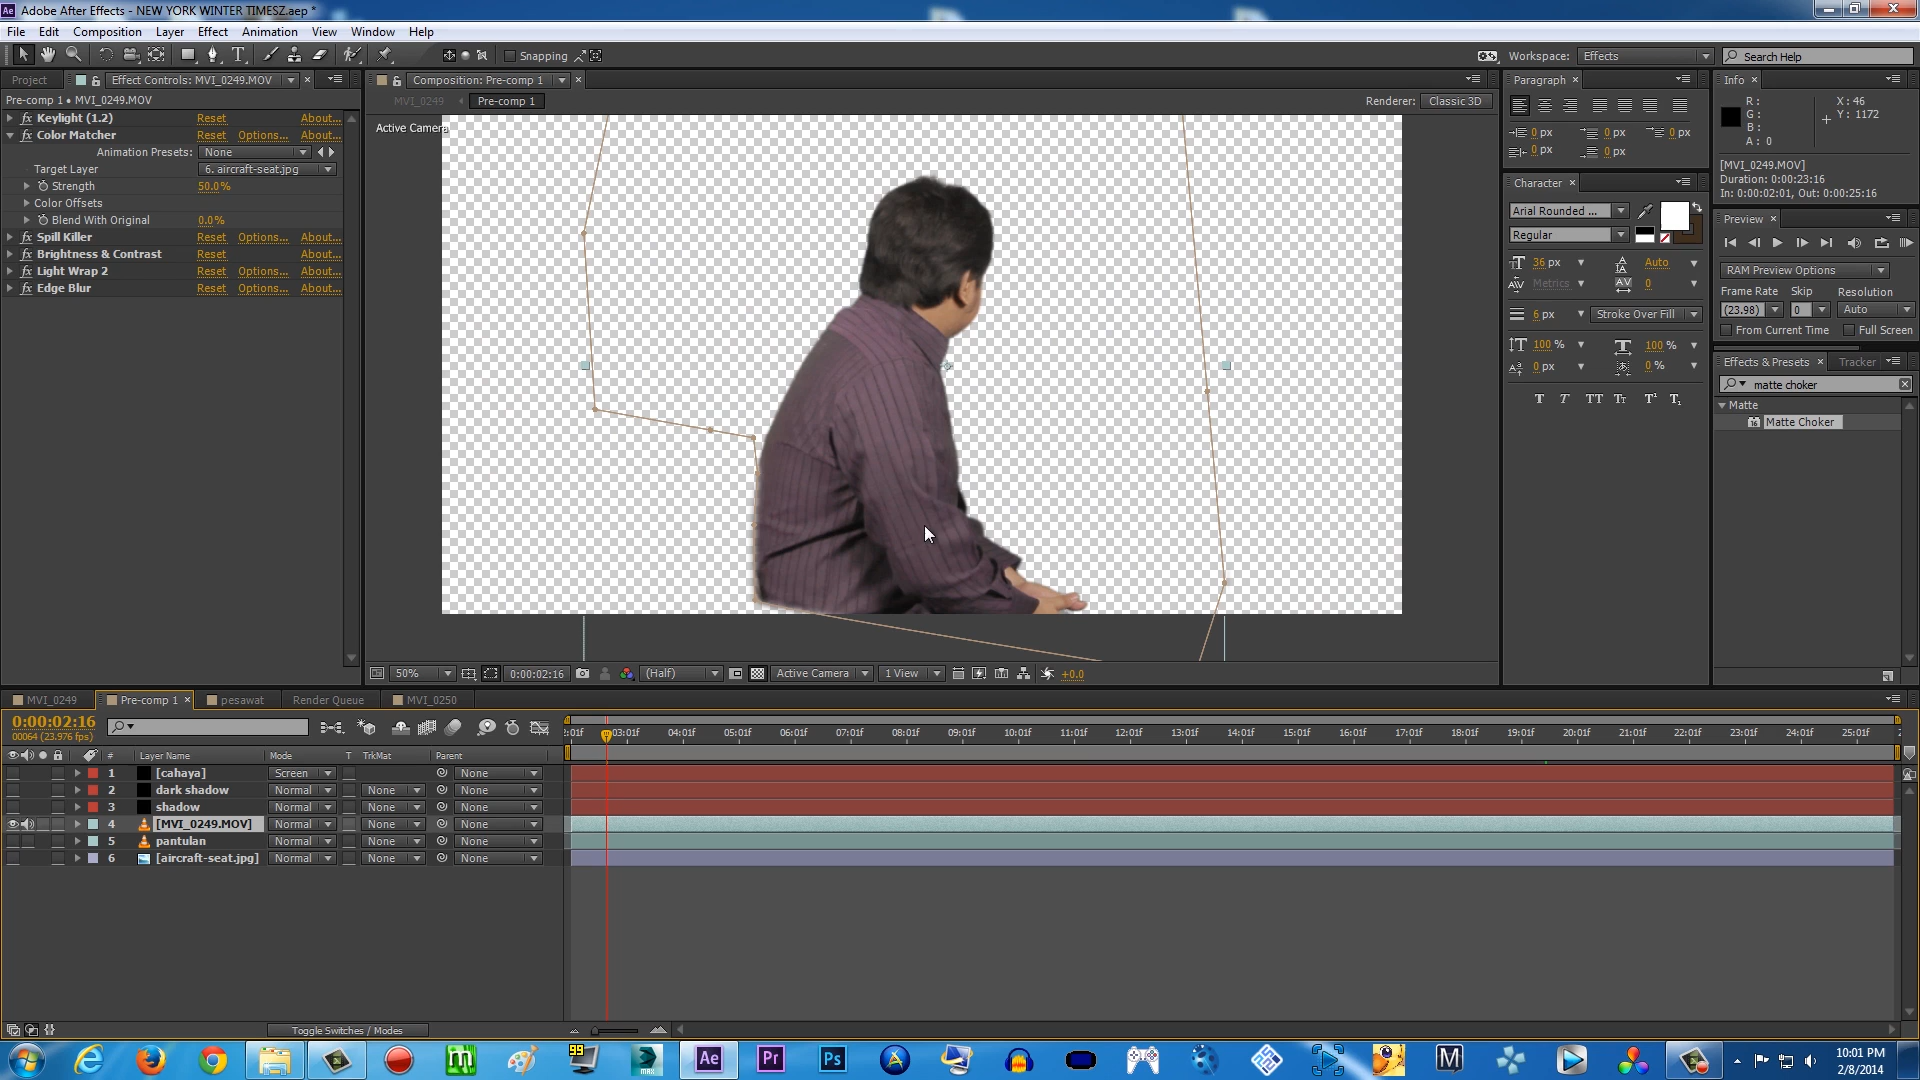 Adobe After Effects - NEW YORK WINTER TIMESZ.aep *
File Edit Composition Layer Effect Animation View Window Help
Snapping
Workspace: Effects
Search Help
Project
Effect Controls: MVI_0249.MOV
Pre-comp 1 • MVI_0249.MOV
fx Keylight (1.2) Reset About...
fx Color Matcher Reset Options... About...
Animation Presets: None
Target Layer 6. aircraft-seat.jpg
Strength 50.0%
Color Offsets
Blend With Original 0.0%
fx Spill Killer Reset Options... About...
fx Brightness & Contrast Reset About...
fx Light Wrap 2 Reset Options... About...
fx Edge Blur Reset Options... About...
Composition: Pre-comp 1
MVI_0249 Pre-comp 1
Renderer: Classic 3D
Active Camera
50% 0:00:02:16 (Half) Active Camera 1 View +0.0
Paragraph
0 px 0 px 0 px
0 px 0 px
Character
Arial Rounded ...
Regular
36 px Auto
Metrics 0
6 px Stroke Over Fill
100 % 100 %
0 px 0 %
T T TT Tt T¹ T₁
Info
R: X: 46
G: Y: 1172
B:
A: 0
[MVI_0249.MOV]
Duration: 0:00:23:16
In: 0:00:02:01, Out: 0:00:25:16
Preview
RAM Preview Options
Frame Rate Skip Resolution
(23.98) 0 Auto
From Current Time Full Screen
Effects & Presets Tracker
matte choker
Matte
Matte Choker
MVI_0249 Pre-comp 1 pesawat Render Queue MVI_0250
0:00:02:16
00064 (23.976 fps)
2:01f 03:01f 04:01f 05:01f 06:01f 07:01f 08:01f 09:01f 10:01f 11:01f 12:01f 13:01f 14:01f 15:01f 16:01f 17:01f 18:01f 19:01f 20:01f 21:01f 22:01f 23:01f 24:01f 25:01f
# Layer Name Mode T TrkMat Parent
1 [cahaya] Screen None
2 dark shadow Normal None None
3 shadow Normal None None
4 [MVI_0249.MOV] Normal None None
5 pantulan Normal None None
6 [aircraft-seat.jpg] Normal None None
Toggle Switches / Modes
99
MAX
Ae
Pr
Ps
M
10:01 PM
2/8/2014